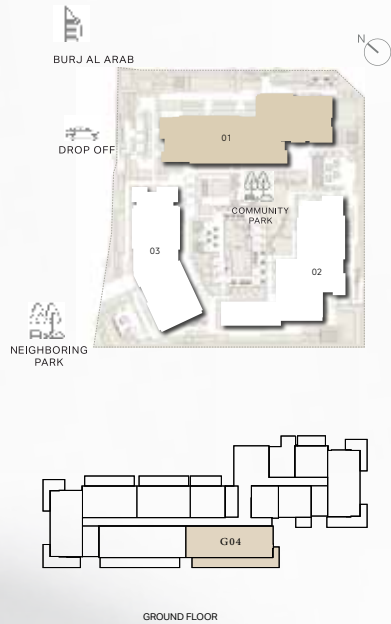 N
BURJ AL ARAB
DROP OFF
01
COMMUNITY
PARK
03
02
NEIGHBORING
PARK
G04
GROUND FLOOR